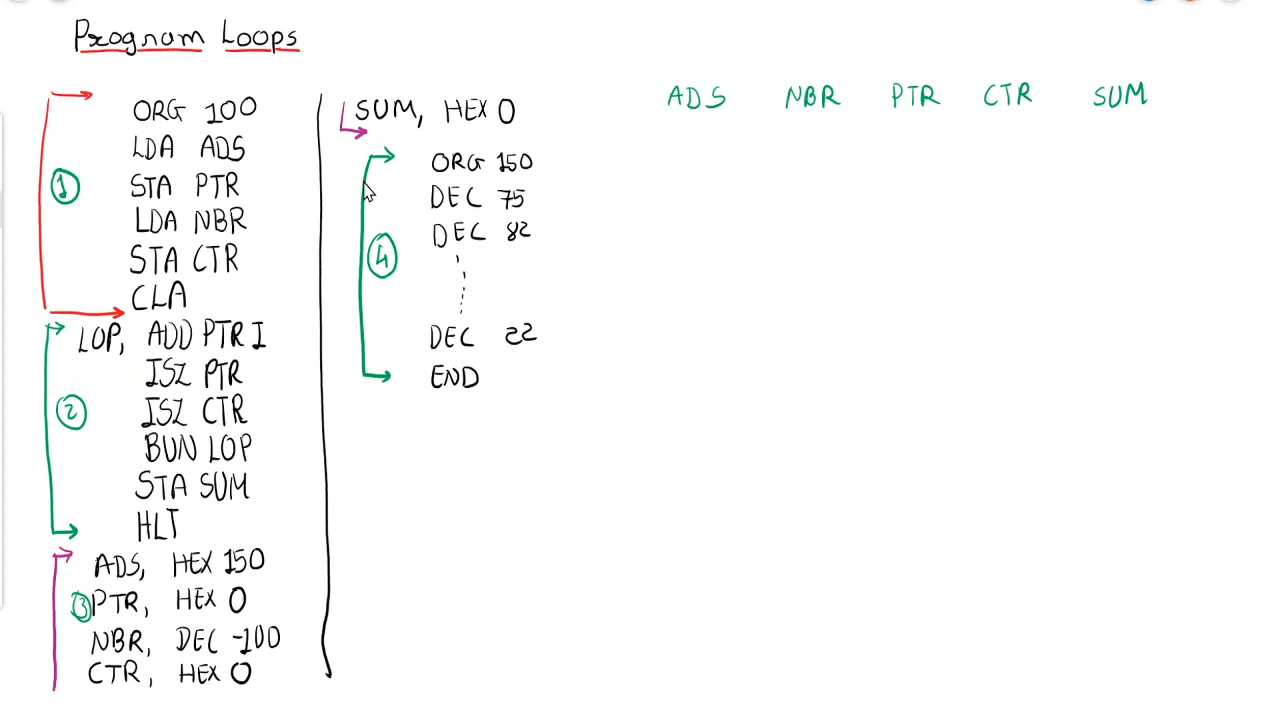 Program Loops
ORG 100
LDA ADS
STA PTR
LDA NBR
STA CTR
CLA
1
LOP, ADD PTR I
ISZ PTR
ISZ CTR
BUN LOP
STA SUM
HLT
2
ADS, HEX 150
PTR, HEX 0
NBR, DEC -100
CTR, HEX 0
3
SUM, HEX 0
ORG 150
DEC 75
DEC 82
DEC 22
END
4
ADS NBR PTR CTR SUM